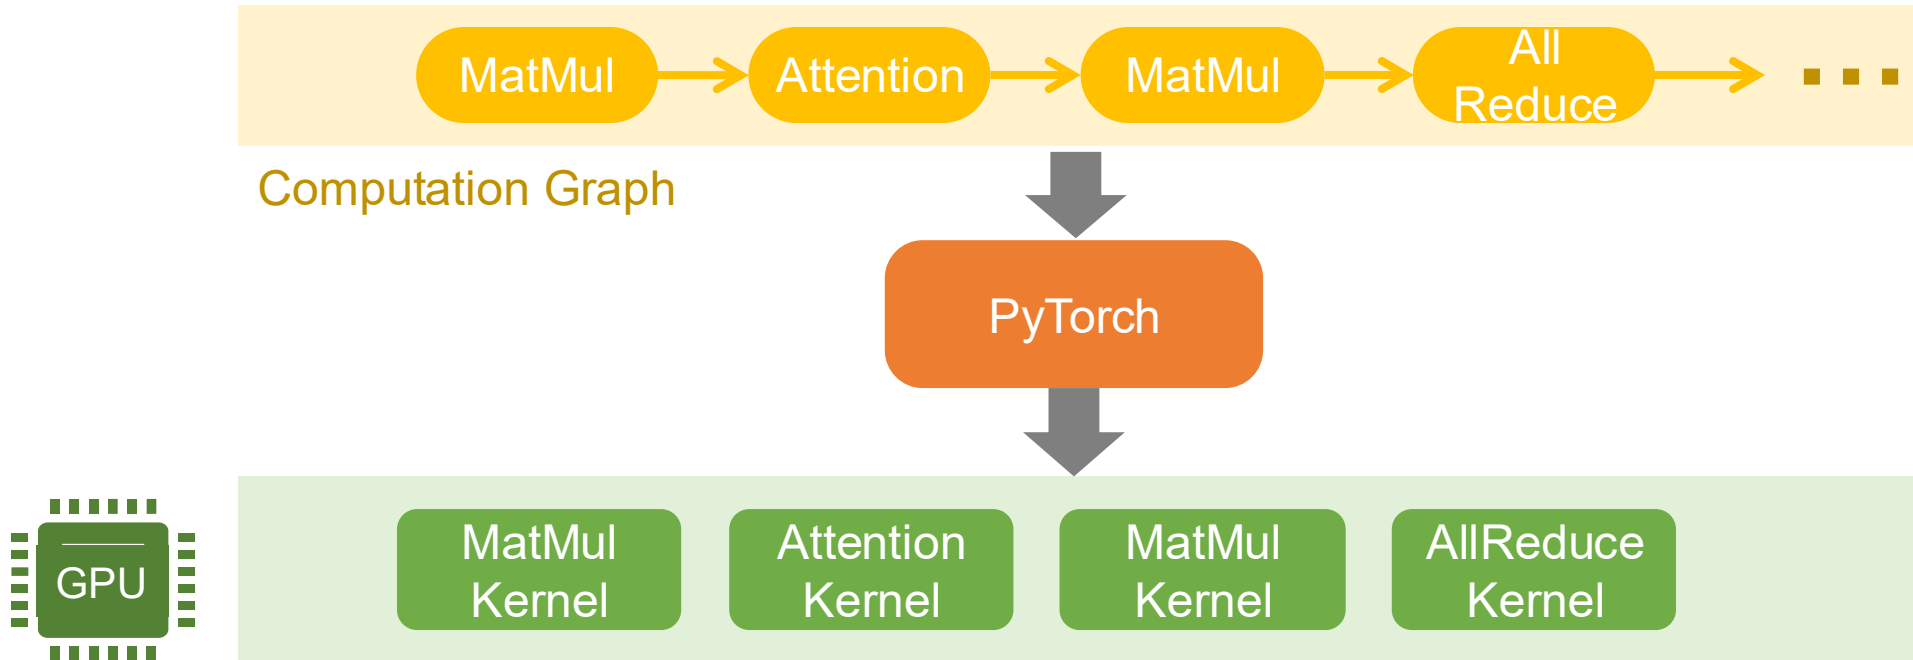 MatMul
Attention
MatMul
All
Reduce
Computation Graph
PyTorch
GPU
MatMul
Kernel
Attention
Kernel
MatMul
Kernel
AllReduce
Kernel